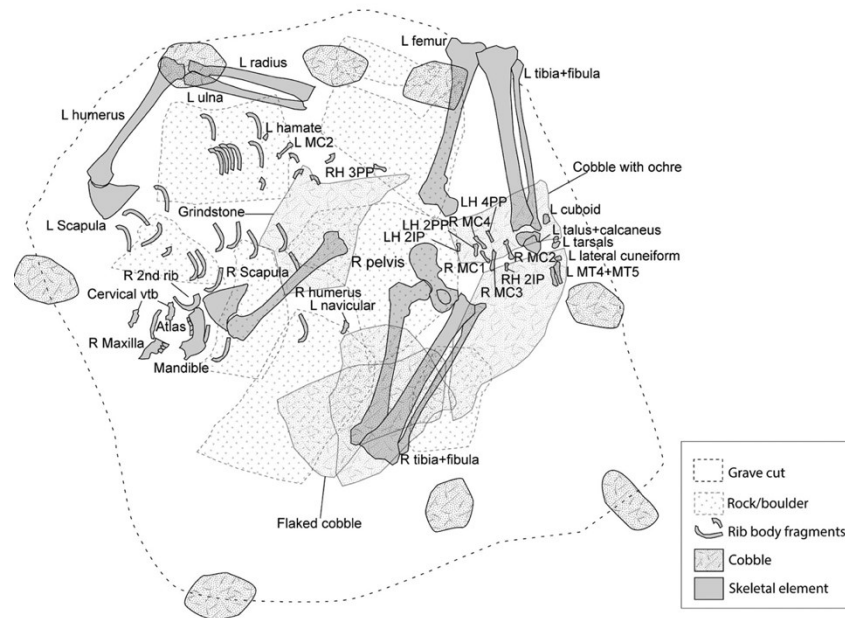 L femur
L radius
L tibia+fibula
L ulna
L humerus
L hamate
L MC2
Cobble with ochre
RH 3PP
LH 4PP
L cuboid
Grindstone
LH 2PP
R MC4
L Scapula
L talus+calcaneus
LH 2IP
L tarsals
R 2nd rib
R Scapula
R pelvis
R MC1
R MC2
L lateral cuneiform
Cervical vtb
R humerus
RH 2IP
L MT4+MT5
R MC3
L navicular
Atlas
R Maxilla
Mandible
R tibia+fibula
Flaked cobble
Grave cut
Rock/boulder
Rib body fragments
Cobble
Skeletal element